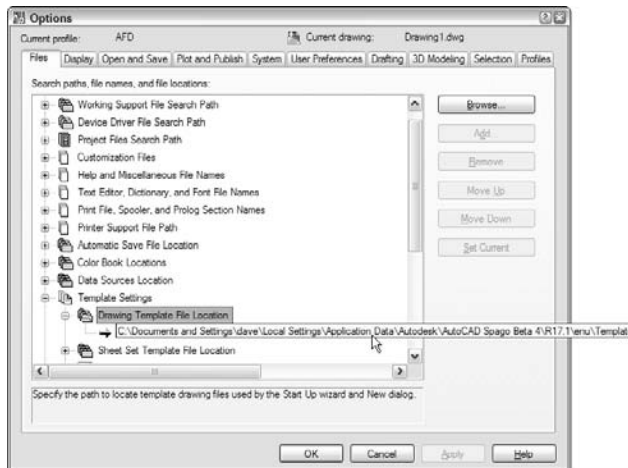 Options
Current profile: AFD Current drawing: Drawing1.dwg
Files Display Open and Save Plot and Publish System User Preferences Drafting 3D Modeling Selection Profiles
Search paths, file names, and file locations:
Working Support File Search Path
Browse...
Device Driver File Search Path
Add
Project Files Search Path
Customization Files
Remove
Help and Miscellaneous File Names
Text Editor, Dictionary, and Font File Names
Move Up
Print File, Spooler, and Prolog Section Names
Move Down
Printer Support File Path
Automatic Save File Location
Set Current
Color Book Locations
Data Sources Location
Template Settings
Drawing Template File Location
C:\Documents and Settings\dave\Local Settings\Application Data\Autodesk\AutoCAD Spago Beta 4\R17.1\enu\Templat
Sheet Set Template File Location
Specify the path to locate template drawing files used by the Start Up wizard and New dialog.
OK Cancel Apply Help